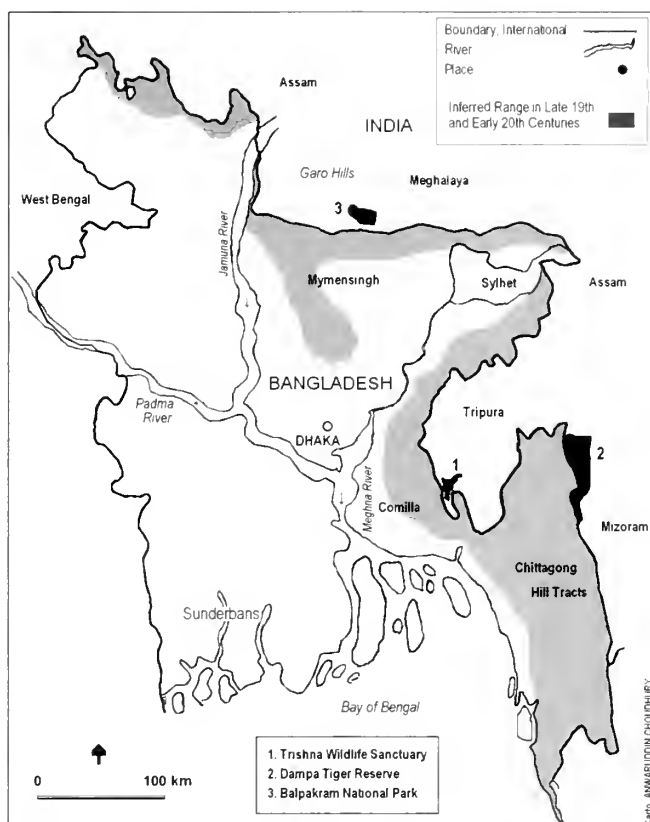 Boundary, International
River
Place
Inferred Range in Late 19th
and Early 20th Centuries
Assam
INDIA
Garo Hills
Meghalaya
3
West Bengal
Jamuna River
Mymensingh
Sylhet
Assam
BANGLADESH
Padma
River
DHAKA
Tripura
2
1
Meghna River
Comilla
Mizoram
Chittagong
Hill Tracts
Sunderbans
Bay of Bengal
1. Trishna Wildlife Sanctuary
2. Dampa Tiger Reserve
3. Balpakram National Park
0 100 km
Carto. ANWARUDDIN CHOUDHURY